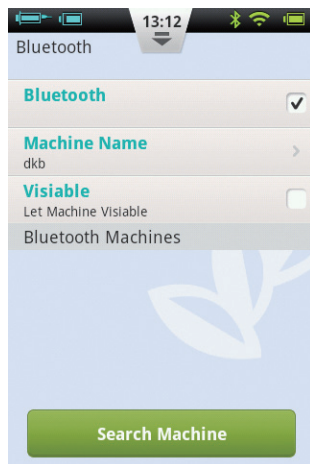 13:12
Bluetooth
Bluetooth
Machine Name
dkb
Visiable
Let Machine Visiable
Bluetooth Machines
Search Machine